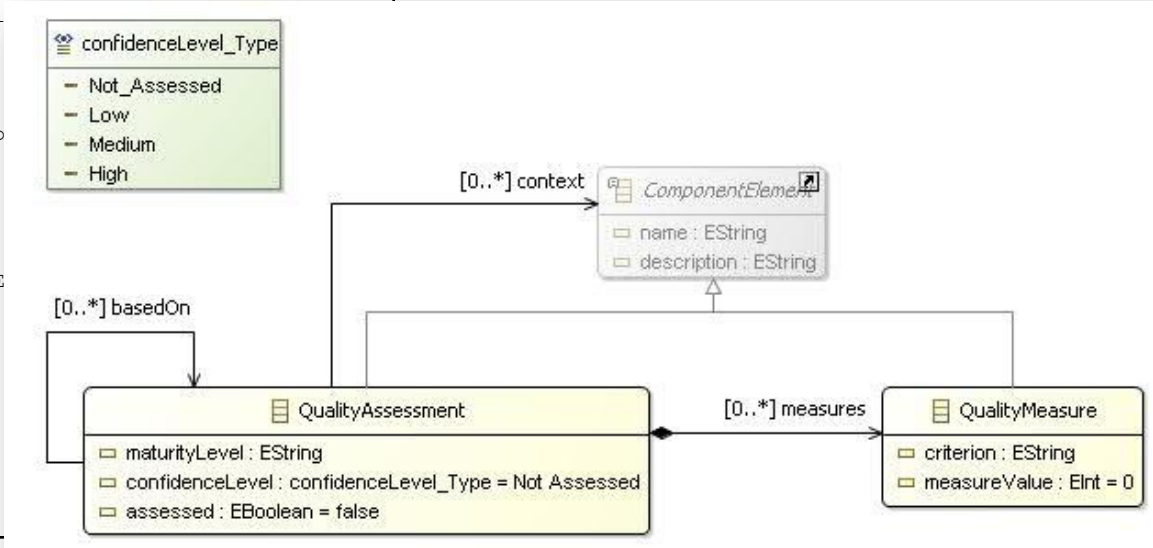 confidenceLevel_Type
Not_Assessed
Low
Medium
High
[0..*] context
ComponentElement
name : EString
description : EString
[0..*] basedOn
QualityAssessment
maturityLevel : EString
confidenceLevel : confidenceLevel_Type = Not Assessed
assessed : EBoolean = false
[0..*] measures
QualityMeasure
criterion : EString
measureValue : EInt = 0